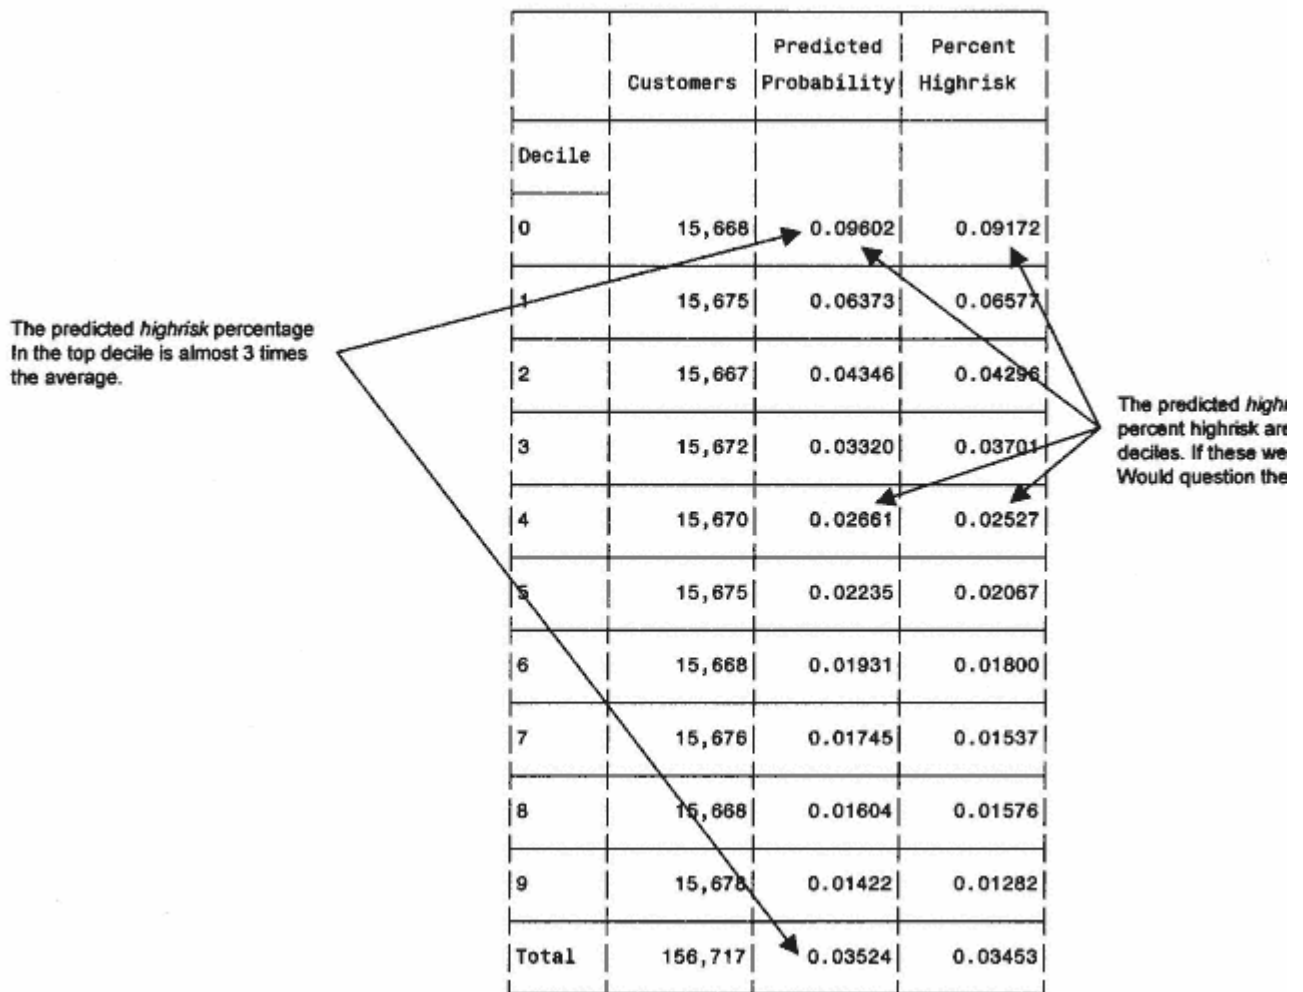 Predicted Percent
Customers Probability Highrisk
Decile
0 15,668 0.09602 0.09172
1 15,675 0.06373 0.06577
2 15,667 0.04346 0.04296
3 15,672 0.03320 0.03701
4 15,670 0.02661 0.02527
5 15,675 0.02235 0.02067
6 15,668 0.01931 0.01800
7 15,676 0.01745 0.01537
8 15,668 0.01604 0.01576
9 15,678 0.01422 0.01282
Total 156,717 0.03524 0.03453
The predicted highrisk percentage
In the top decile is almost 3 times
the average.
The predicted
percent highrisk are
deciles. If these we
Would question the